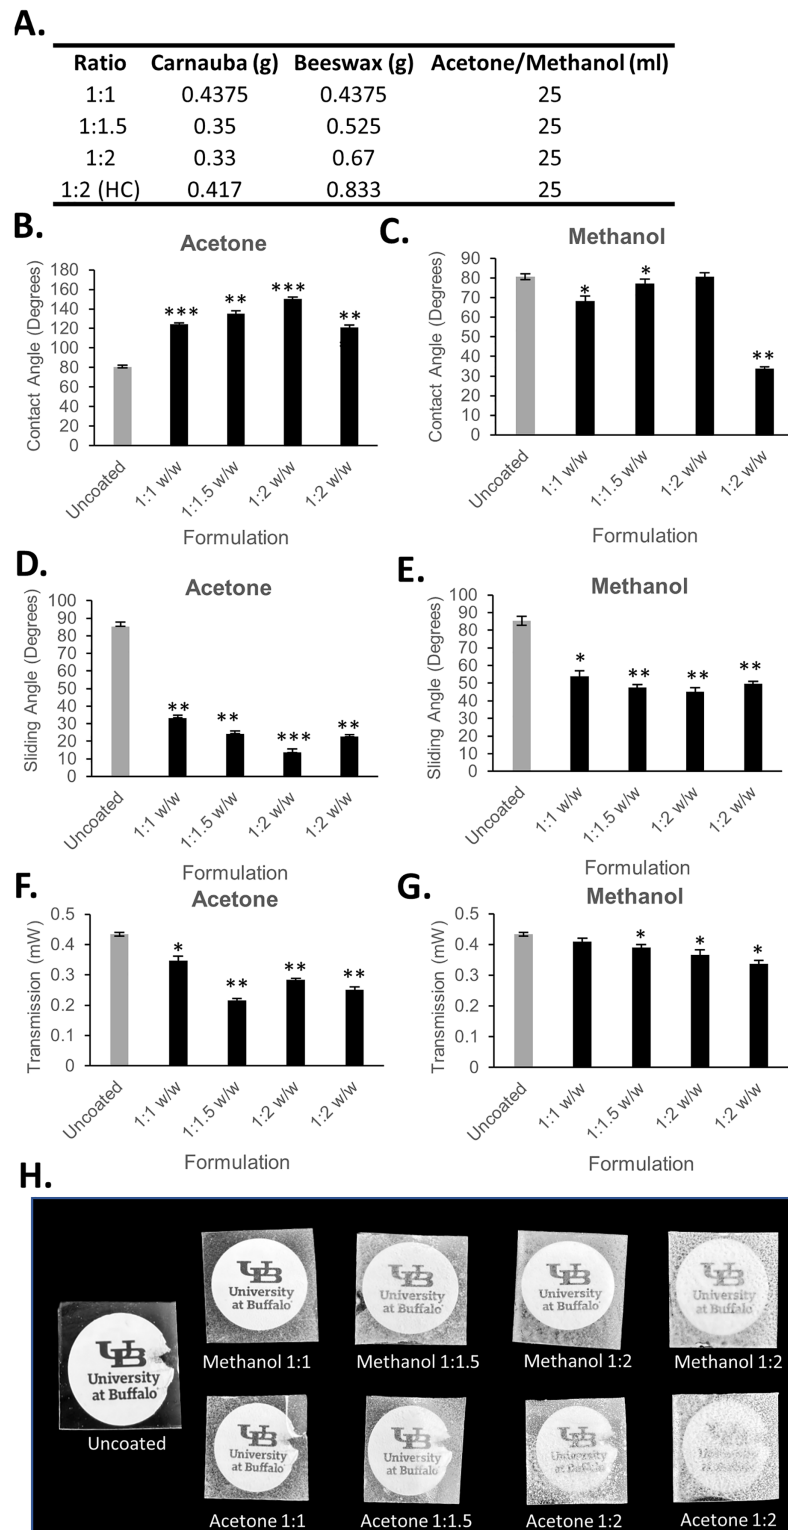 A.
Ratio Carnauba (g) Beeswax (g) Acetone/Methanol (ml)
1:1 0.4375 0.4375 25
1:1.5 0.35 0.525 25
1:2 0.33 0.67 25
1:2 (HC) 0.417 0.833 25
B.
Acetone
Contact Angle (Degrees)
180
160
140
120
100
80
60
40
20
0
*** ** *** **
Uncoated 1:1 w/w 1:1.5 w/w 1:2 w/w 1:2 w/w
Formulation
C.
Methanol
Contact Angle (Degrees)
90
80
70
60
50
40
30
20
10
0
* * **
Uncoated 1:1 w/w 1:1.5 w/w 1:2 w/w 1:2 w/w
Formulation
D.
Acetone
Sliding Angle (Degrees)
100
90
80
70
60
50
40
30
20
10
0
** ** *** **
Uncoated 1:1 w/w 1:1.5 w/w 1:2 w/w 1:2 w/w
Formulation
E.
Methanol
Sliding Angle (Degrees)
100
90
80
70
60
50
40
30
20
10
0
* ** ** **
Uncoated 1:1 w/w 1:1.5 w/w 1:2 w/w 1:2 w/w
Formulation
F.
Acetone
Transmission (mW)
0.5
0.4
0.3
0.2
0.1
0
* ** ** **
Uncoated 1:1 w/w 1:1.5 w/w 1:2 w/w 1:2 w/w
Formulation
G.
Methanol
Transmission (mW)
0.5
0.4
0.3
0.2
0.1
0
* * *
Uncoated 1:1 w/w 1:1.5 w/w 1:2 w/w 1:2 w/w
Formulation
H.
UB
University
at Buffalo
Uncoated
UB
University
at Buffalo
Methanol 1:1
UB
University
at Buffalo
Methanol 1:1.5
UB
University
at Buffalo
Methanol 1:2
UB
University
at Buffalo
Methanol 1:2
UB
University
at Buffalo
Acetone 1:1
UB
University
at Buffalo
Acetone 1:1.5
UB
University
at Buffalo
Acetone 1:2
Acetone 1:2